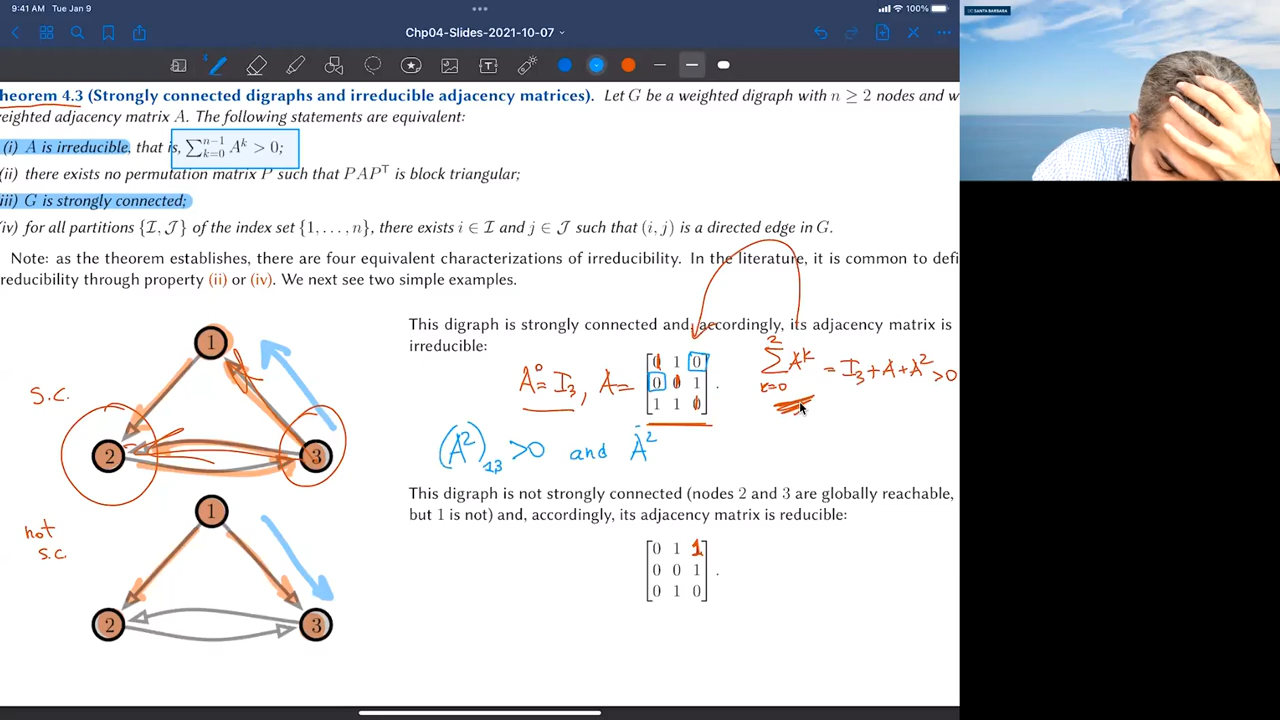 9:41 AM Tue Jan 9
100%
Chp04-Slides-2021-10-07
SANTA BARBARA
heorem 4.3 (Strongly connected digraphs and irreducible adjacency matrices). Let G be a weighted digraph with n ≥ 2 nodes and w
eighted adjacency matrix A. The following statements are equivalent:
(i) A is irreducible, that is, ∑_{k=0}^{n−1} A^k > 0;
(ii) there exists no permutation matrix P such that PAP^⊤ is block triangular;
iii) G is strongly connected;
iv) for all partitions {I, J} of the index set {1, . . . , n}, there exists i ∈ I and j ∈ J such that (i, j) is a directed edge in G.
Note: as the theorem establishes, there are four equivalent characterizations of irreducibility. In the literature, it is common to defi
reducibility through property (ii) or (iv). We next see two simple examples.
This digraph is strongly connected and, accordingly, its adjacency matrix is
irreducible:
A^0 = I_3, A =
0 1 0
0 0 1
1 1 0
.
∑_{k=0}^{2} A^k = I_3 + A + A^2 > 0
(A^2)_{13} > 0 and A^2
This digraph is not strongly connected (nodes 2 and 3 are globally reachable,
but 1 is not) and, accordingly, its adjacency matrix is reducible:
0 1 1
0 0 1
0 1 0
.
s.c.
1
2
3
not
s.c.
1
2
3